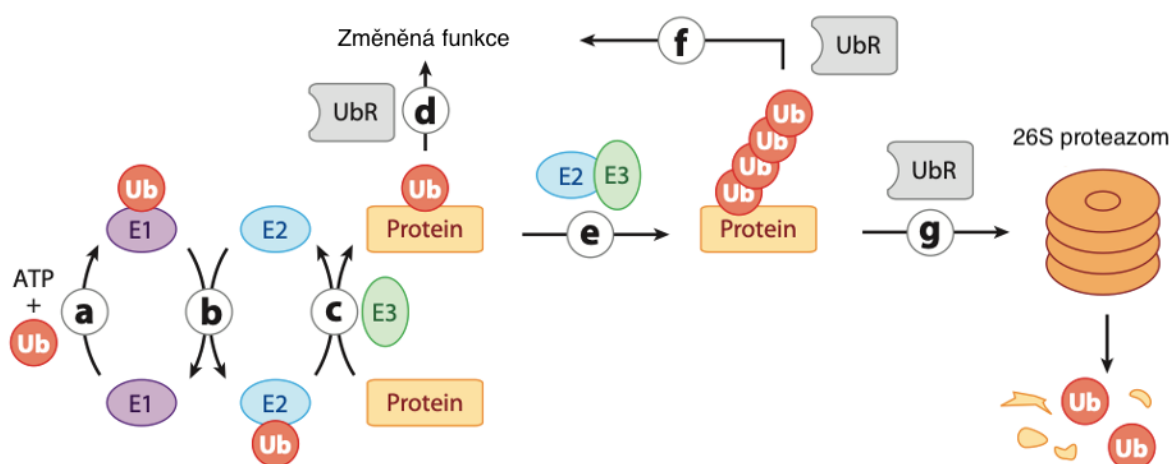 Změněná funkce
f
UbR
UbR
d
Ub
Ub
Ub
Ub
26S proteazom
UbR
E2
E3
Ub
E1
E2
Ub
Protein
e
Protein
g
ATP
+
Ub
a
b
c
E3
E1
E2
Ub
Protein
Ub
Ub